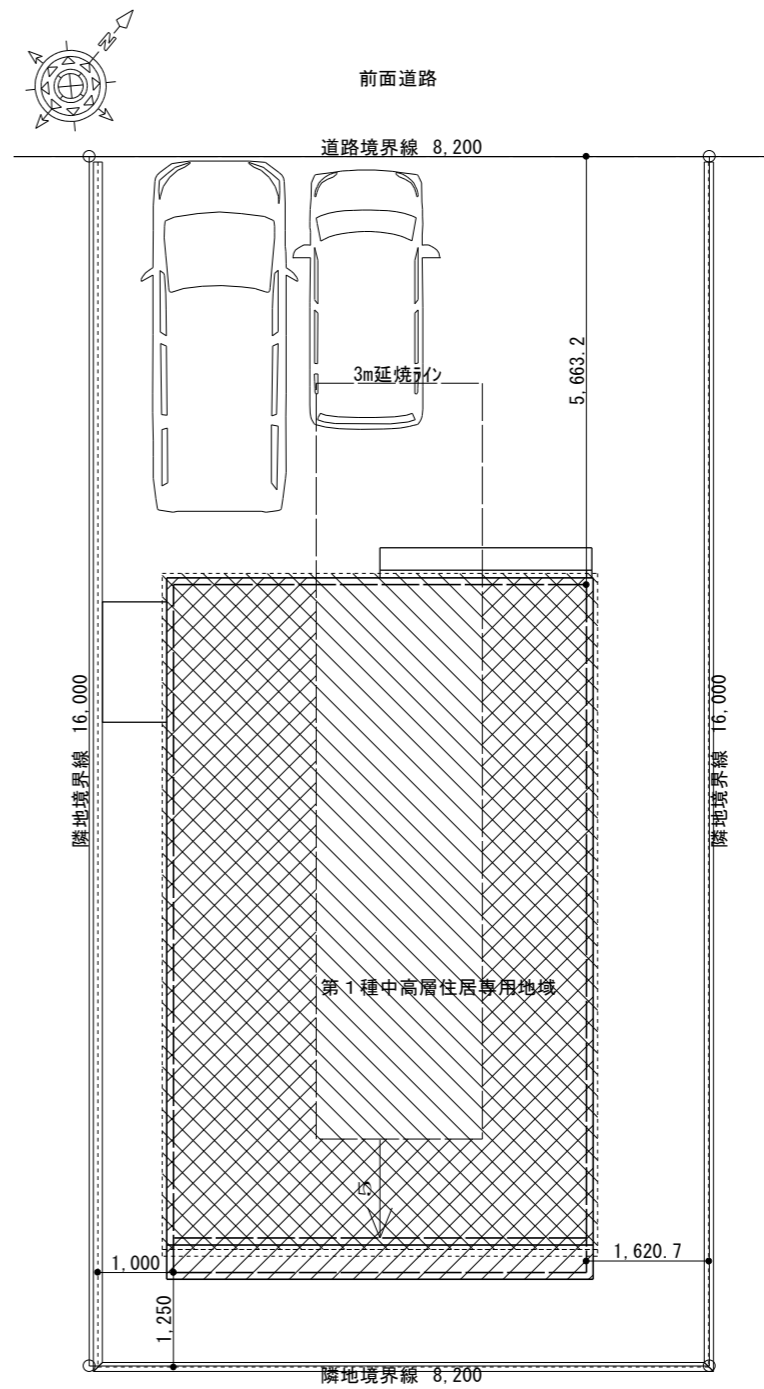 N
前面道路
道路境界線 8,200
5,663.2
3m延焼ライン
隣地境界線 16,000
隣地境界線 16,000
第1種中高層住居専用地域
1,620.7
1,000
1,250
隣地境界線 8,200